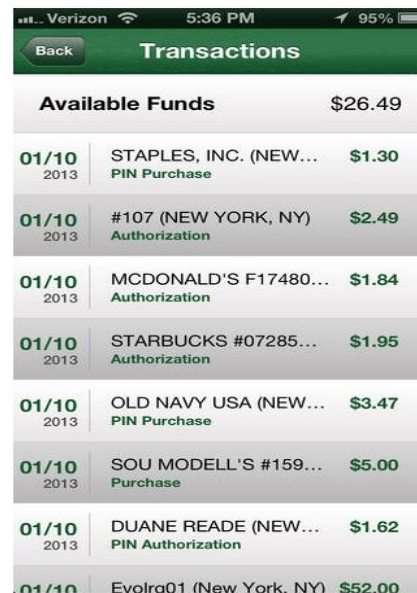 Verizon 5:36 PM 95%
Back Transactions
Available Funds $26.49
01/10 STAPLES, INC. (NEW... $1.30
2013 PIN Purchase
01/10 #107 (NEW YORK, NY) $2.49
2013 Authorization
01/10 MCDONALD'S F17480... $1.84
2013 Authorization
01/10 STARBUCKS #07285... $1.95
2013 Authorization
01/10 OLD NAVY USA (NEW... $3.47
2013 PIN Purchase
01/10 SOU MODELL'S #159... $5.00
2013 Purchase
01/10 DUANE READE (NEW... $1.62
2013 PIN Authorization
01/10 Evolrg01 (New York, NY) $52.00